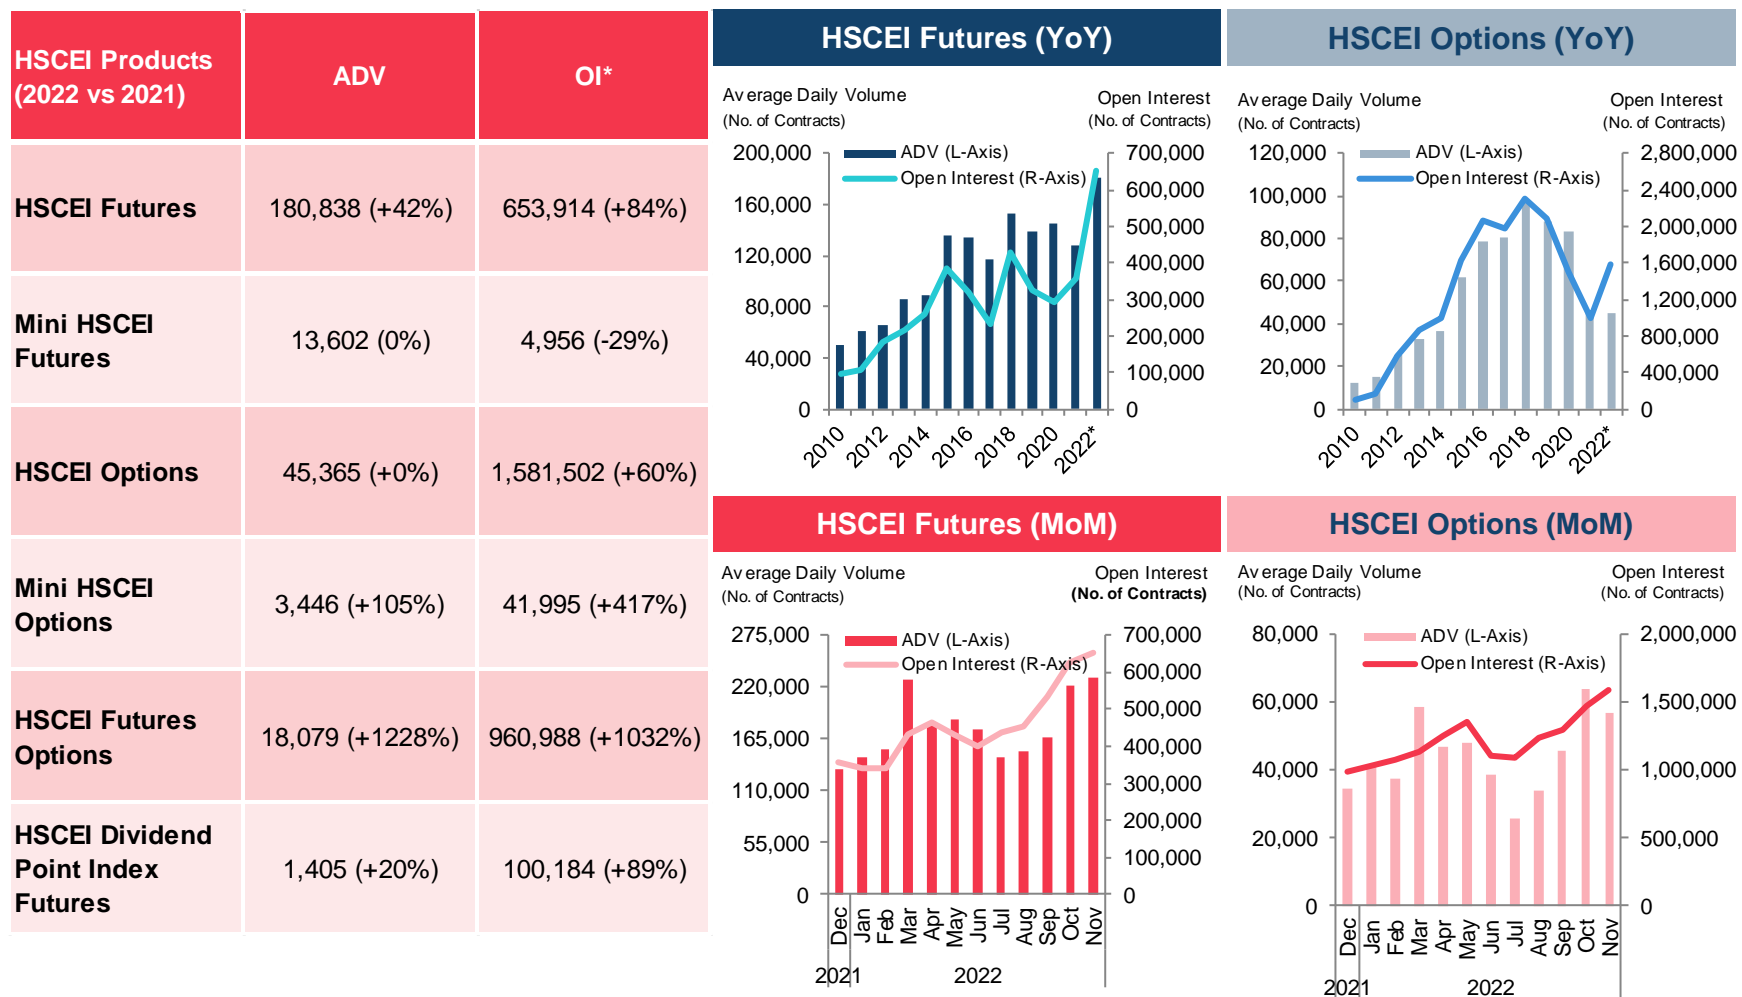 HSCEI Products
(2022 vs 2021)
ADV
OI*
HSCEI Futures
180,838 (+42%)
653,914 (+84%)
Mini HSCEI
Futures
13,602 (0%)
4,956 (-29%)
HSCEI Options
45,365 (+0%)
1,581,502 (+60%)
Mini HSCEI
Options
3,446 (+105%)
41,995 (+417%)
HSCEI Futures
Options
18,079 (+1228%)
960,988 (+1032%)
HSCEI Dividend
Point Index
Futures
1,405 (+20%)
100,184 (+89%)
HSCEI Futures (YoY)
Average Daily Volume
(No. of Contracts)
Open Interest
(No. of Contracts)
ADV (L-Axis)
Open Interest (R-Axis)
200,000
160,000
120,000
80,000
40,000
0
700,000
600,000
500,000
400,000
300,000
200,000
100,000
0
2010
2012
2014
2016
2018
2020
2022*
HSCEI Options (YoY)
Average Daily Volume
(No. of Contracts)
Open Interest
(No. of Contracts)
ADV (L-Axis)
Open Interest (R-Axis)
120,000
100,000
80,000
60,000
40,000
20,000
0
2,800,000
2,400,000
2,000,000
1,600,000
1,200,000
800,000
400,000
0
2010
2012
2014
2016
2018
2020
2022*
HSCEI Futures (MoM)
Average Daily Volume
(No. of Contracts)
Open Interest
(No. of Contracts)
ADV (L-Axis)
Open Interest (R-Axis)
275,000
220,000
165,000
110,000
55,000
0
700,000
600,000
500,000
400,000
300,000
200,000
100,000
0
Dec
Jan
Feb
Mar
Apr
May
Jun
Jul
Aug
Sep
Oct
Nov
2021
2022
HSCEI Options (MoM)
Average Daily Volume
(No. of Contracts)
Open Interest
(No. of Contracts)
ADV (L-Axis)
Open Interest (R-Axis)
80,000
60,000
40,000
20,000
0
2,000,000
1,500,000
1,000,000
500,000
0
Dec
Jan
Feb
Mar
Apr
May
Jun
Jul
Aug
Sep
Oct
Nov
2021
2022